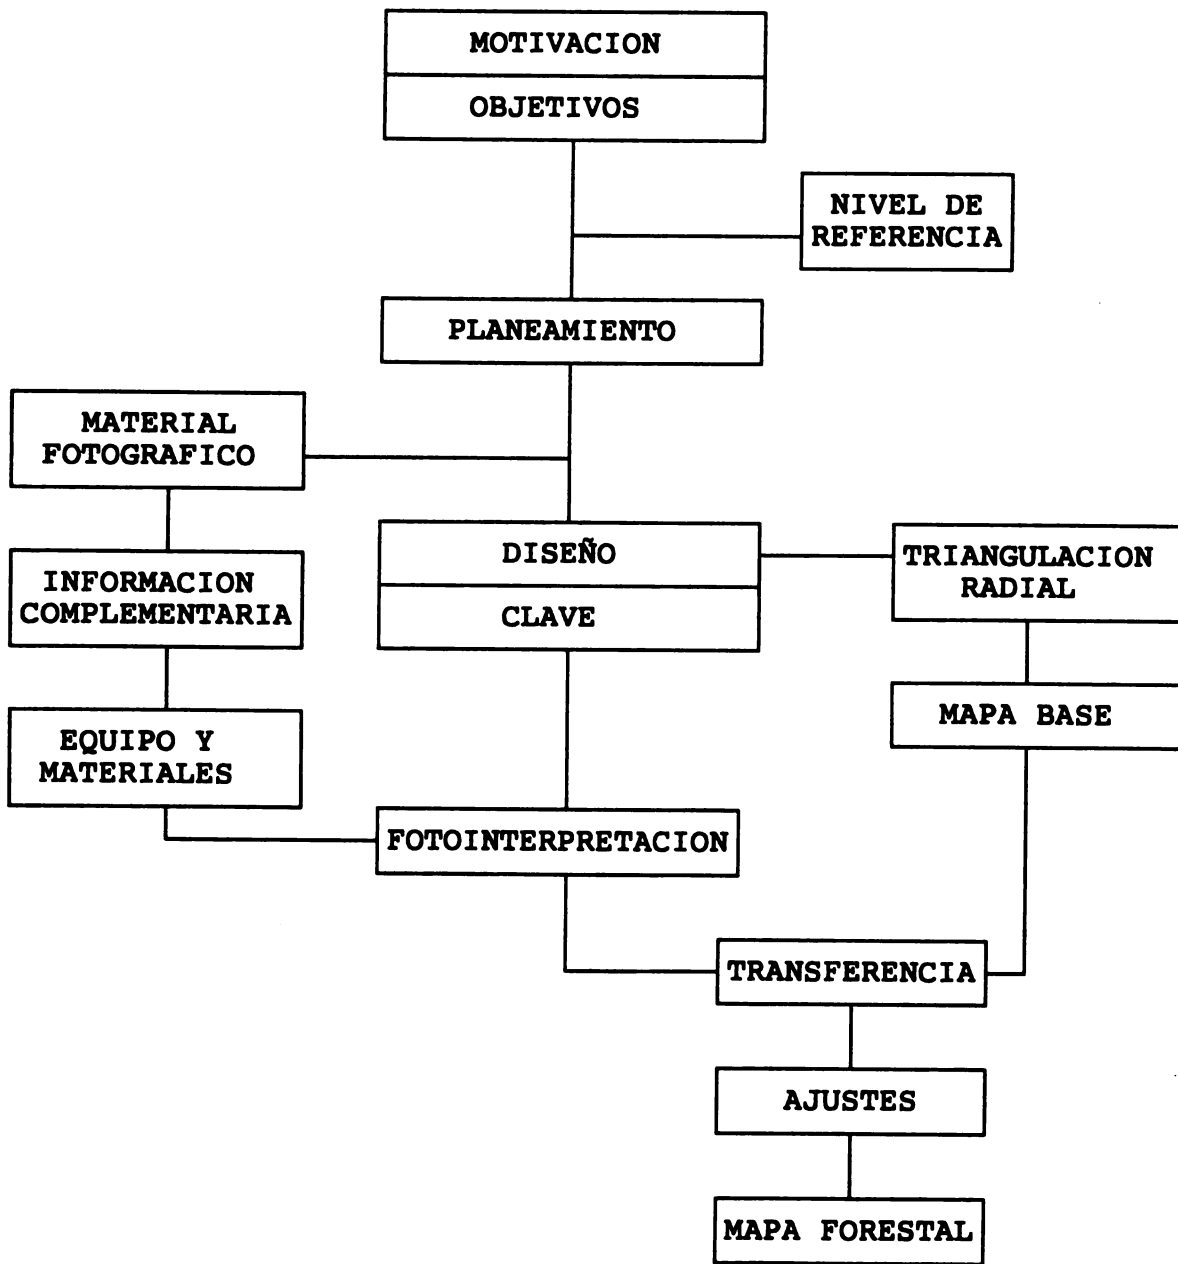 MOTIVACION
OBJETIVOS
NIVEL DE
REFERENCIA
PLANEAMIENTO
MATERIAL
FOTOGRAFICO
DISEÑO
CLAVE
TRIANGULACION
RADIAL
INFORMACION
COMPLEMENTARIA
MAPA BASE
EQUIPO Y
MATERIALES
FOTOINTERPRETACION
TRANSFERENCIA
AJUSTES
MAPA FORESTAL